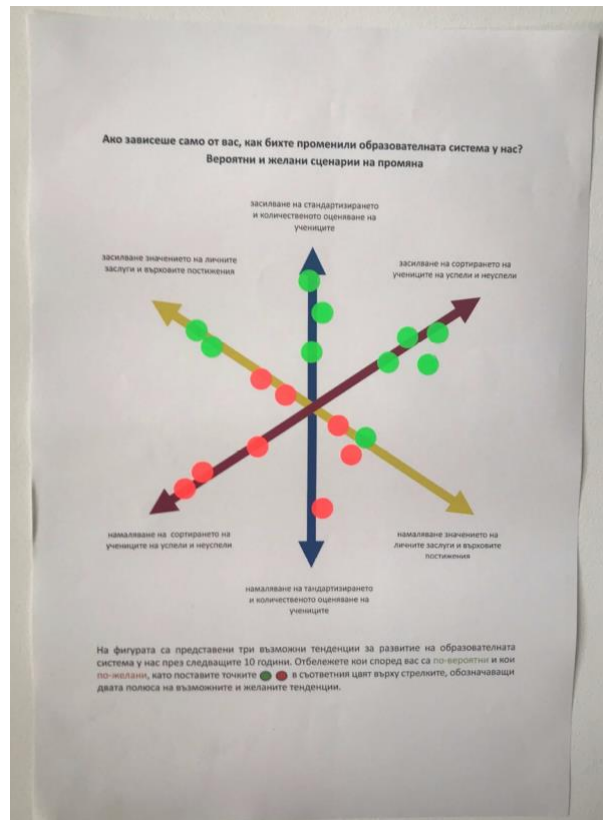 Ако зависеше само от вас, как бихте променили образователната система у нас?
Вероятни и желани сценарии на промяна
засилване на стандартизирането
и количественото оценяване на
учениците
засилване значението на личните
заслуги и върховите постижения
засилване на сортирането на
учениците на успели и неуспели
намаляване на сортирането на
учениците на успели и неуспели
намаляване значението на
личните заслуги и върховите
постижения
намаляване на тандартизирането
и количественото оценяване на
учениците
На фигурата са представени три възможни тенденции за развитие на образователната
система у нас през следващите 10 години. Отбележете кои според вас са по-вероятни и кои
по-желани, като поставите точките в съответния цвят върху стрелките, обозначаващи
двата полюса на възможните и желаните тенденции.